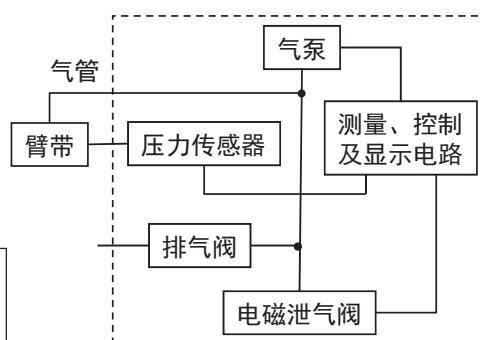 气泵
气管
臂带
压力传感器
测量、控制
及显示电路
排气阀
电磁泄气阀